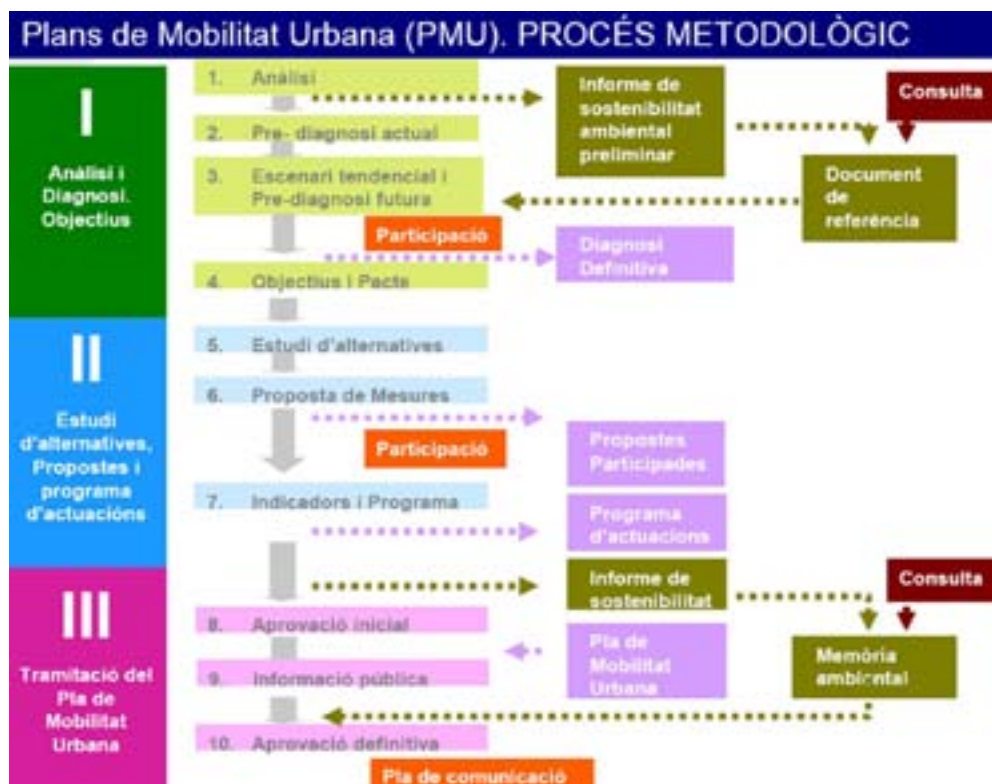 Plans de Mobilitat Urbana (PMU). PROCÉS METODOLÒGIC
I
Anàlisi i
Diagnosi.
Objectius
1. Anàlisi
2. Pre- diagnosi actual
3. Escenari tendencial i
Pre-diagnosi futura
Participació
4. Objectius i Pacte
Informe de
sostenibilitat
ambiental
preliminar
Consulta
Document
de
referència
Diagnosi
Definitiva
II
Estudi
d'alternatives,
Propostes i
programa
d'actuacións
5. Estudi d'alternatives
6. Proposta de Mesures
Participació
7. Indicadors i Programa
Propostes
Participades
Programa
d'actuacions
III
Tramitació del
Pla de
Mobilitat
Urbana
Informe de
sostenibilitat
Consulta
8. Aprovació inicial
9. Informació pública
10. Aprovació definitiva
Pla de
Mobilitat
Urbana
Memòria
ambiental
Pla de comunicació